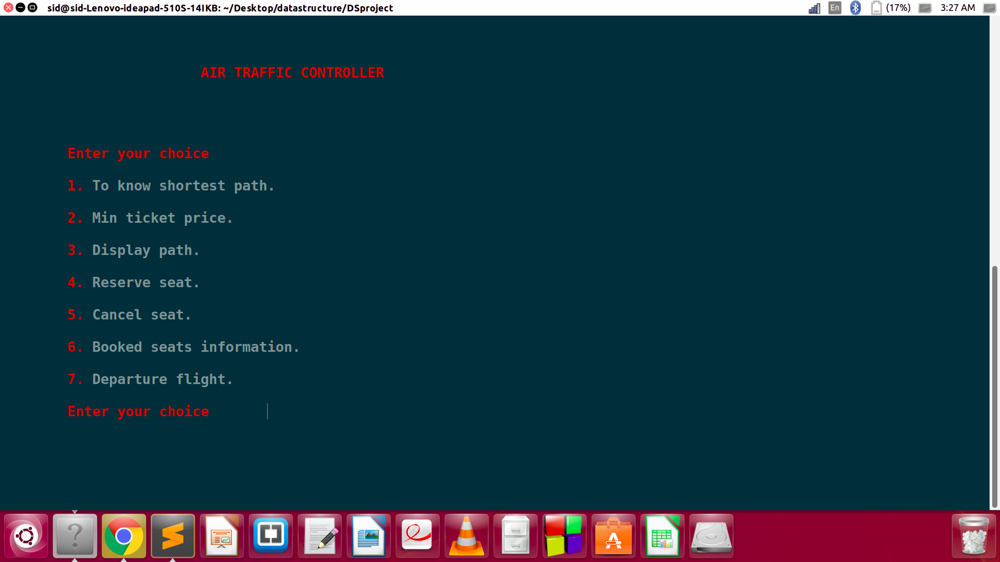 sid@sid-Lenovo-ideapad-510S-14IKB: ~/Desktop/datastructure/DSproject
En (17%) 3:27 AM
AIR TRAFFIC CONTROLLER
Enter your choice
1. To know shortest path.
2. Min ticket price.
3. Display path.
4. Reserve seat.
5. Cancel seat.
6. Booked seats information.
7. Departure flight.
Enter your choice